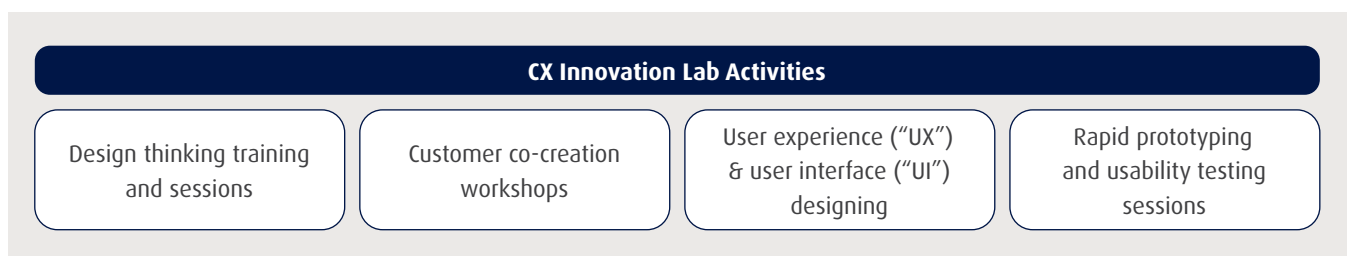 CX Innovation Lab Activities
Design thinking training
and sessions
Customer co-creation
workshops
User experience (“UX”)
& user interface (“UI”)
designing
Rapid prototyping
and usability testing
sessions